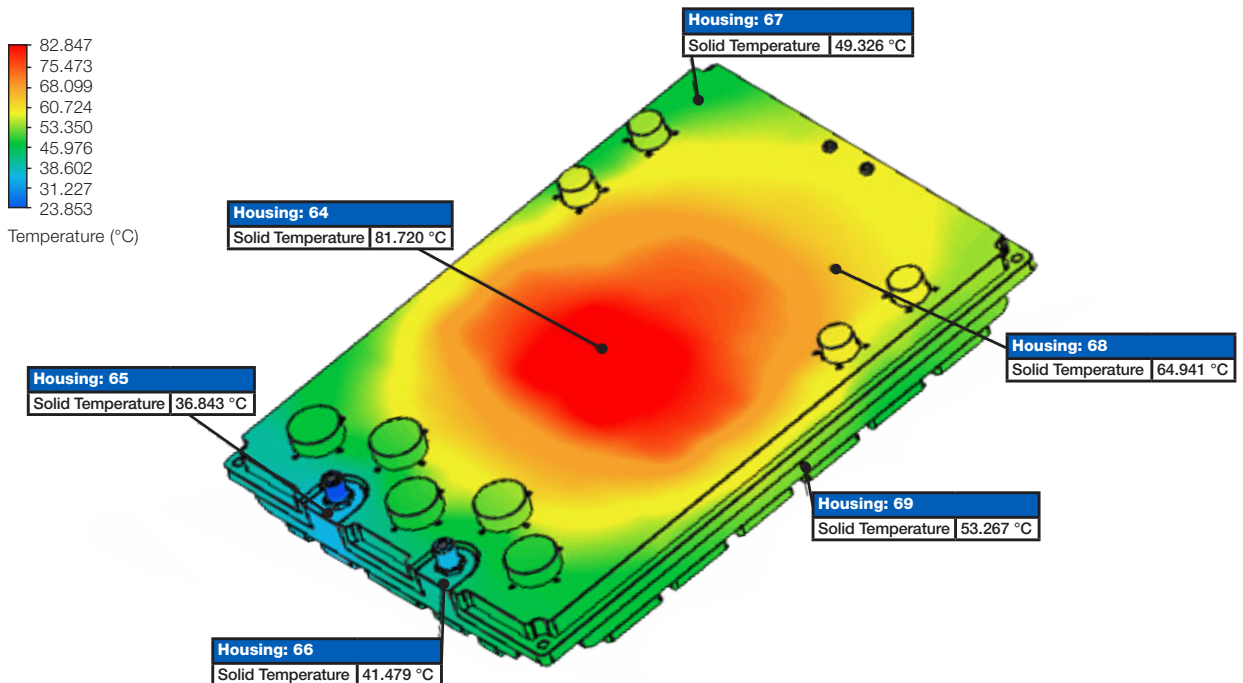 Housing: 67
Solid Temperature 49.326 °C
82.847
75.473
68.099
60.724
53.350
45.976
38.602
31.227
23.853
Temperature (°C)
Housing: 64
Solid Temperature 81.720 °C
Housing: 68
Solid Temperature 64.941 °C
Housing: 65
Solid Temperature 36.843 °C
Housing: 69
Solid Temperature 53.267 °C
Housing: 66
Solid Temperature 41.479 °C